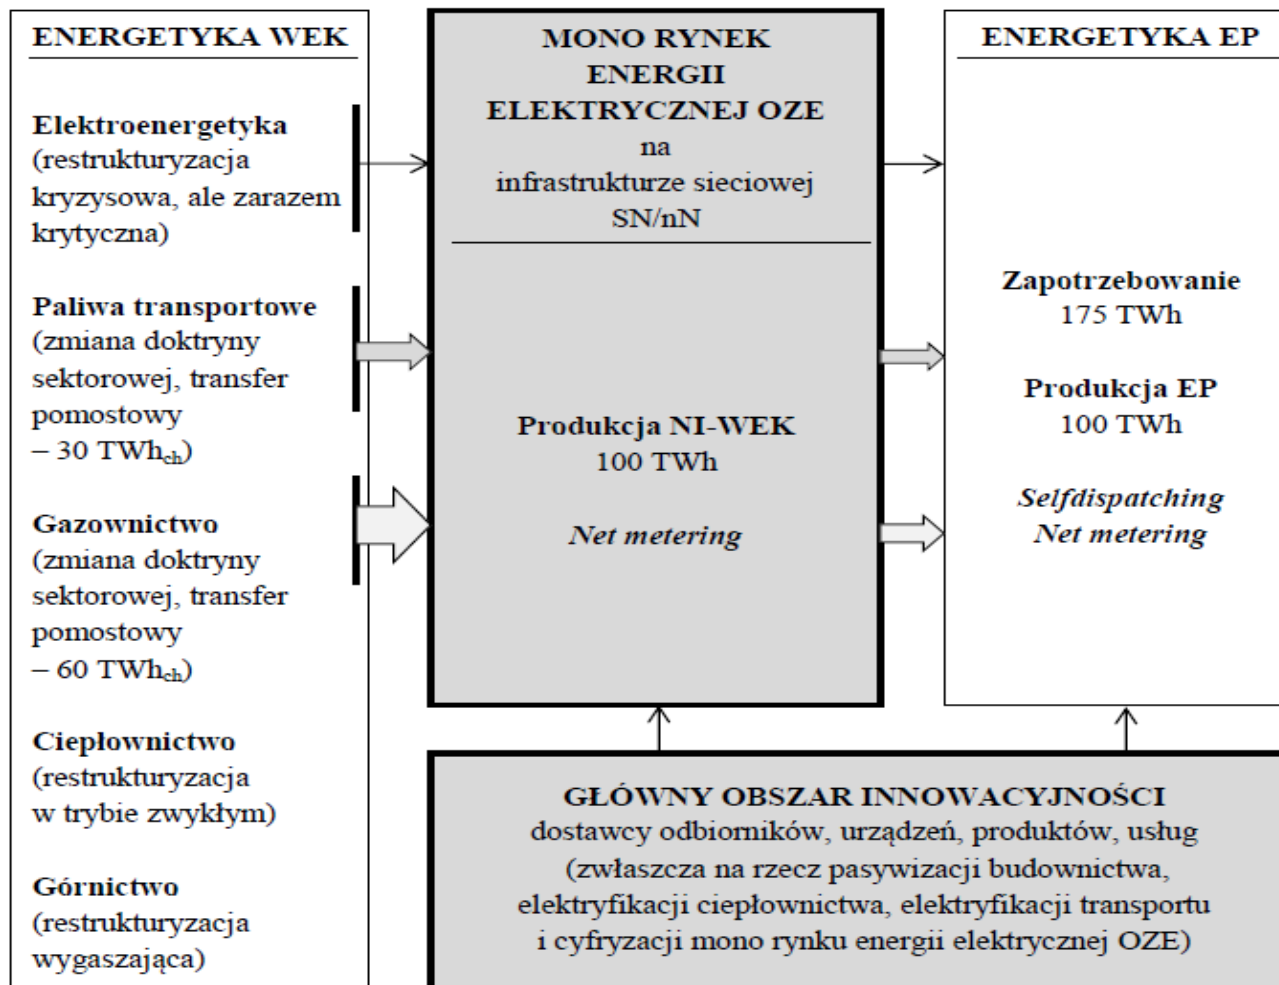 ENERGETYKA WEK
Elektroenergetyka
(restrukturyzacja
kryzysowa, ale zarazem
krytyczna)
Paliwa transportowe
(zmiana doktryny
sektorowej, transfer
pomostowy
– 30 TWhch)
Gazownictwo
(zmiana doktryny
sektorowej, transfer
pomostowy
– 60 TWhch)
Ciepłownictwo
(restrukturyzacja
w trybie zwykłym)
Górnictwo
(restrukturyzacja
wygaszająca)
MONO RYNEK
ENERGII
ELEKTRYCZNEJ OZE
na
infrastrukturze sieciowej
SN/nN
Produkcja NI-WEK
100 TWh
Net metering
ENERGETYKA EP
Zapotrzebowanie
175 TWh
Produkcja EP
100 TWh
Selfdispatching
Net metering
GŁÓWNY OBSZAR INNOWACYJNOŚCI
dostawcy odbiorników, urządzeń, produktów, usług
(zwłaszcza na rzecz pasywizacji budownictwa,
elektryfikacji ciepłownictwa, elektryfikacji transportu
i cyfryzacji mono rynku energii elektrycznej OZE)